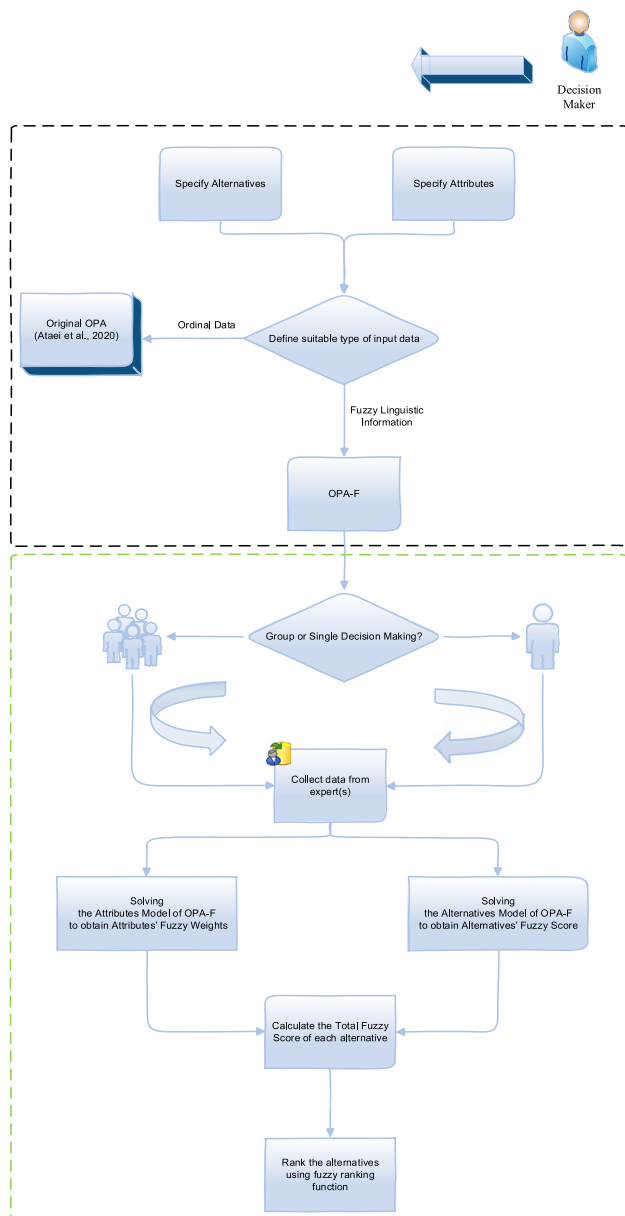 Decision
Maker
Specify Alternatives
Specify Attributes
Original OPA
(Ataei et al., 2020)
Ordinal Data
Define suitable type of input data
Fuzzy Linguistic
Information
OPA-F
Group or Single Decision Making?
Collect data from
expert(s)
Solving
the Attributes Model of OPA-F
to obtain Attributes' Fuzzy Weights
Solving
the Alternatives Model of OPA-F
to obtain Alternatives' Fuzzy Score
Calculate the Total Fuzzy
Score of each alternative
Rank the alternatives
using fuzzy ranking
function